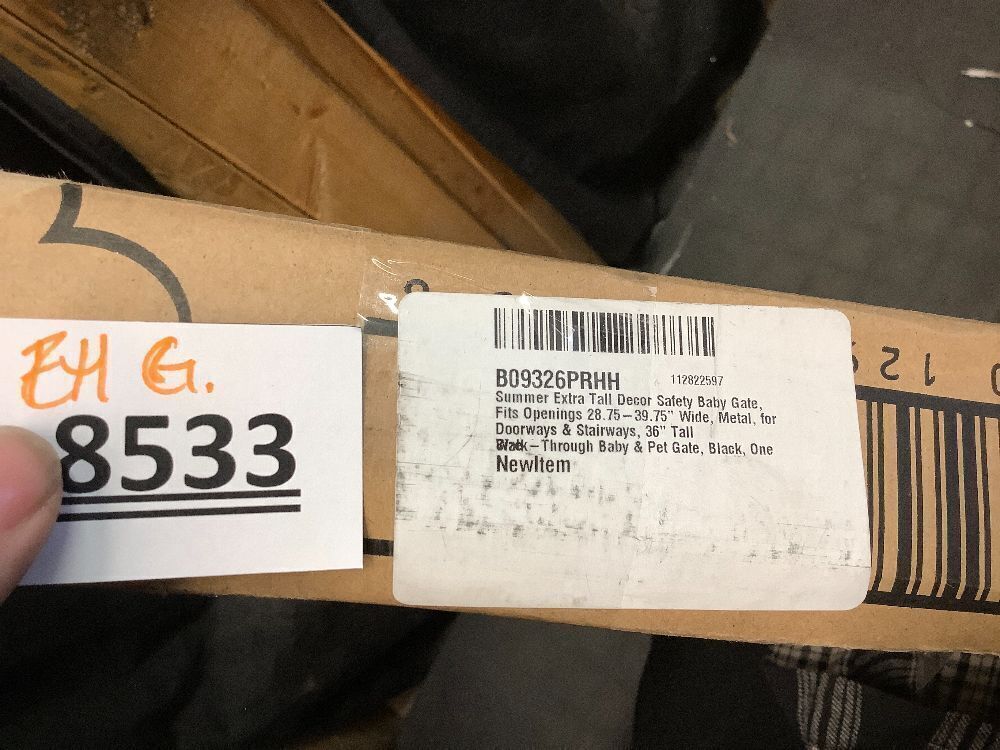 EH G.
8533
B09326PRHH 112822597
Summer Extra Tall Decor Safety Baby Gate,
Fits Openings 28.75-39.75" Wide, Metal, for
Doorways & Stairways, 36" Tall
-Through Baby & Pet Gate, Black, One
NewItem